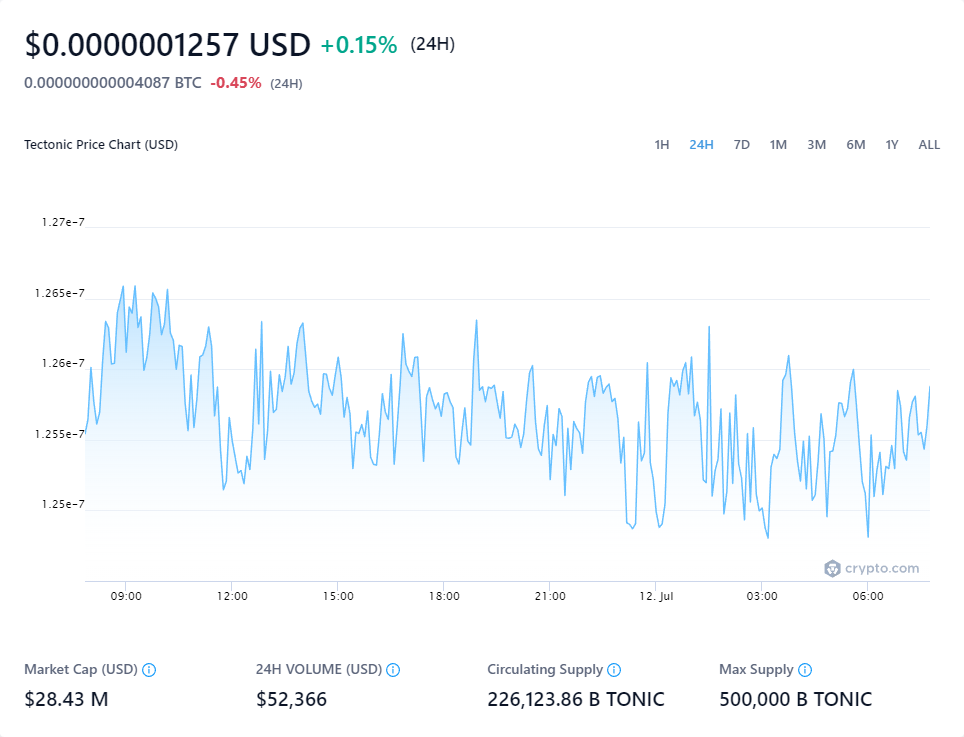 $0.0000001257 USD +0.15% (24H)
0.000000000004087 BTC -0.45% (24H)
Tectonic Price Chart (USD) 1H 24H 7D 1M 3M 6M 1Y ALL
1.27e-7
1.265e-7
1.26e-7
1.255e-7
1.25e-7
crypto.com
09:00 12:00 15:00 18:00 21:00 12. Jul 03:00 06:00
Market Cap (USD) 24H VOLUME (USD) Circulating Supply Max Supply
$28.43 M $52,366 226,123.86 B TONIC 500,000 B TONIC